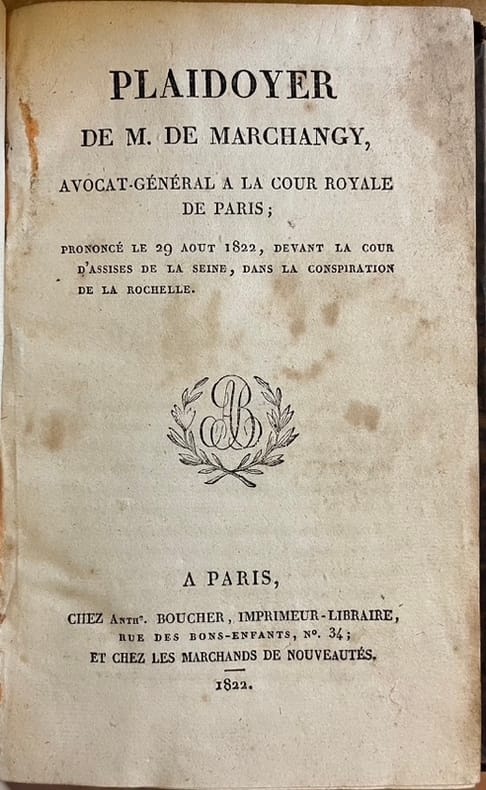 PLAIDOYER
DE M. DE MARCHANGY,
AVOCAT-GÉNÉRAL A LA COUR ROYALE
DE PARIS;
PRONONCÉ LE 29 AOUT 1822, DEVANT LA COUR
D'ASSISES DE LA SEINE, DANS LA CONSPIRATION
DE LA ROCHELLE.
AB
A PARIS,
CHEZ ANTHe. BOUCHER, IMPRIMEUR-LIBRAIRE,
RUE DES BONS-ENFANTS, No. 34;
ET CHEZ LES MARCHANDS DE NOUVEAUTÉS.
1822.